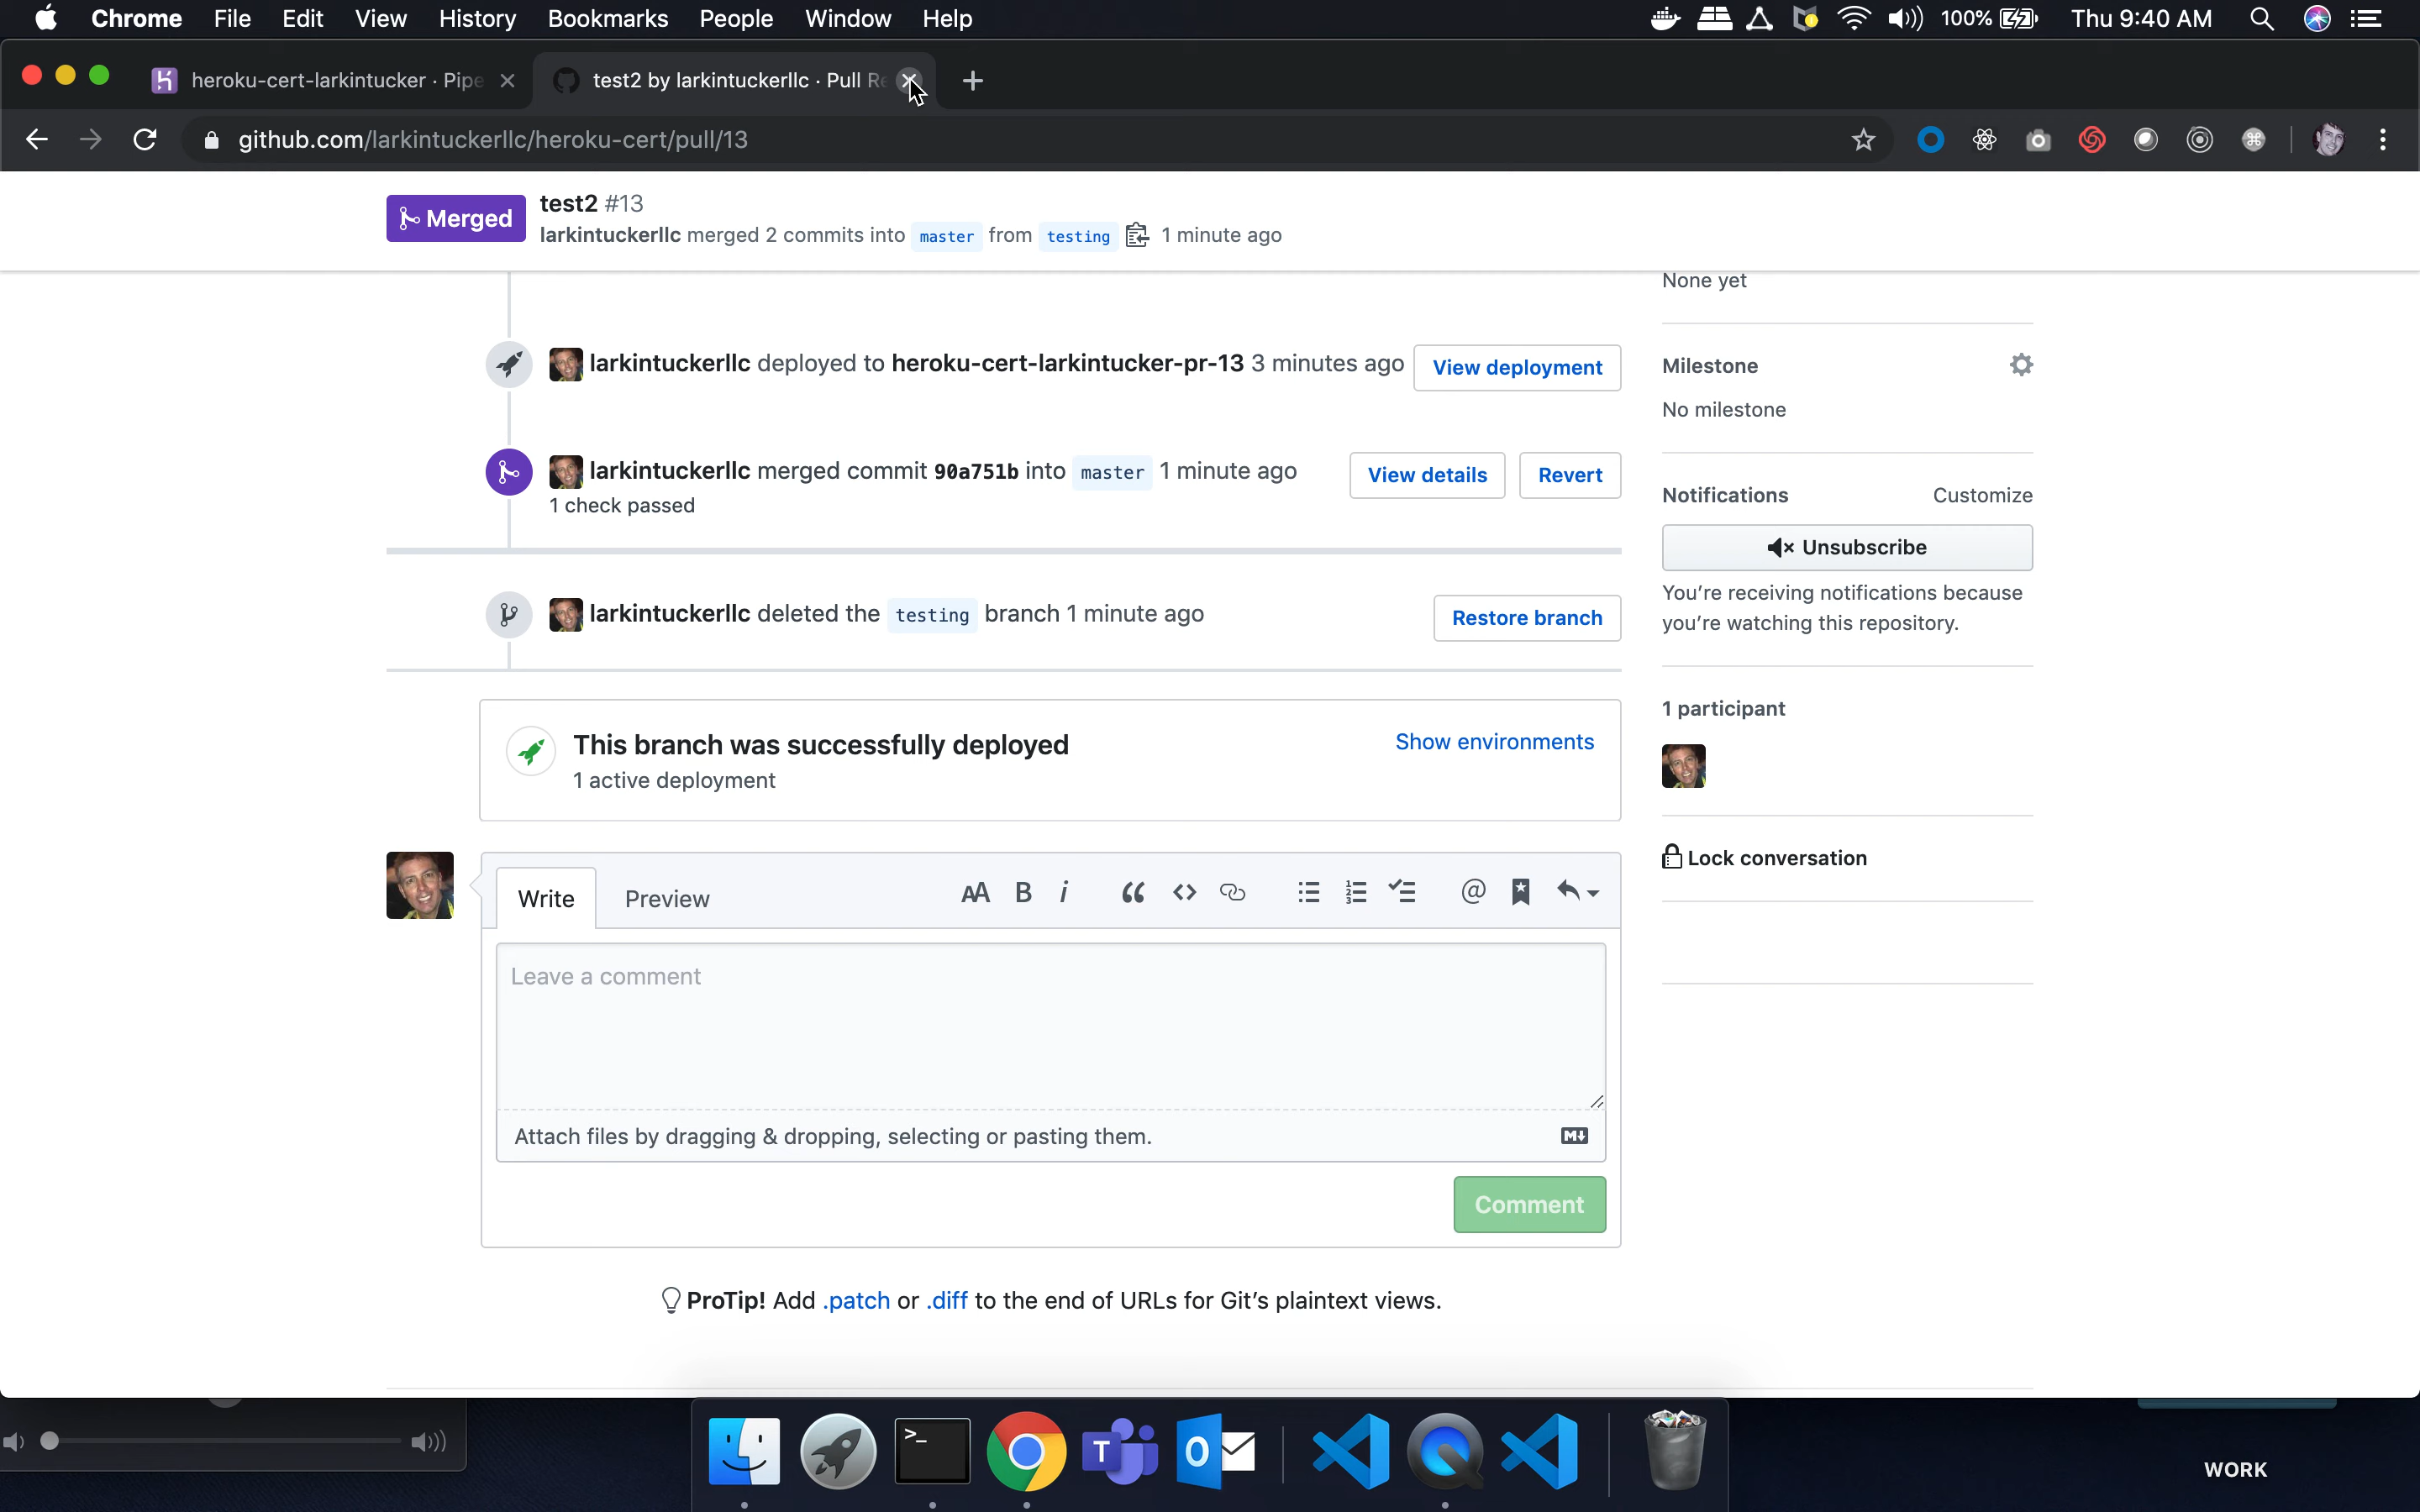 Chrome File Edit View History Bookmarks People Window Help 100% Thu 9:40 AM
heroku-cert-larkintucker · Pipe test2 by larkintuckerllc · Pull Re
github.com/larkintuckerllc/heroku-cert/pull/13
Merged
test2 #13
larkintuckerllc merged 2 commits into master from testing 1 minute ago
None yet
larkintuckerllc deployed to heroku-cert-larkintucker-pr-13 3 minutes ago View deployment
Milestone
No milestone
larkintuckerllc merged commit 90a751b into master 1 minute ago View details Revert
1 check passed
Notifications Customize
Unsubscribe
You're receiving notifications because
you're watching this repository.
larkintuckerllc deleted the testing branch 1 minute ago Restore branch
1 participant
This branch was successfully deployed Show environments
1 active deployment
Lock conversation
Write Preview AA B i
Leave a comment
Attach files by dragging & dropping, selecting or pasting them.
Comment
ProTip! Add .patch or .diff to the end of URLs for Git's plaintext views.
WORK